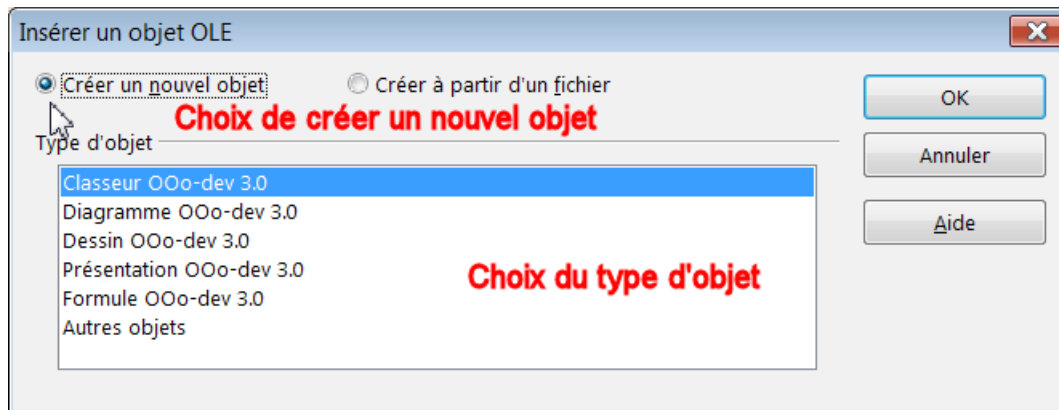 Insérer un objet OLE
Créer un nouvel objet Créer à partir d'un fichier
OK
Choix de créer un nouvel objet
Type d'objet
Annuler
Classeur OOo-dev 3.0
Diagramme OOo-dev 3.0
Aide
Dessin OOo-dev 3.0
Présentation OOo-dev 3.0
Choix du type d'objet
Formule OOo-dev 3.0
Autres objets